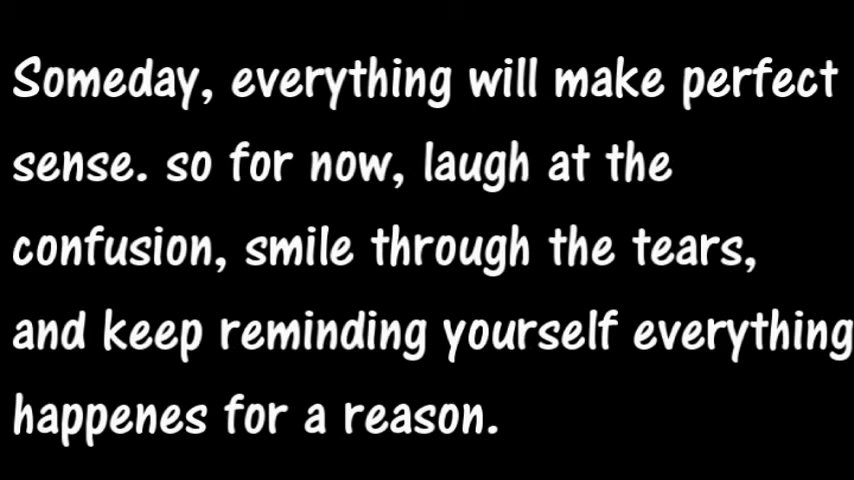 Someday, everything will make perfect
sense. so for now, laugh at the
confusion, smile through the tears,
and keep reminding yourself everything
happenes for a reason.